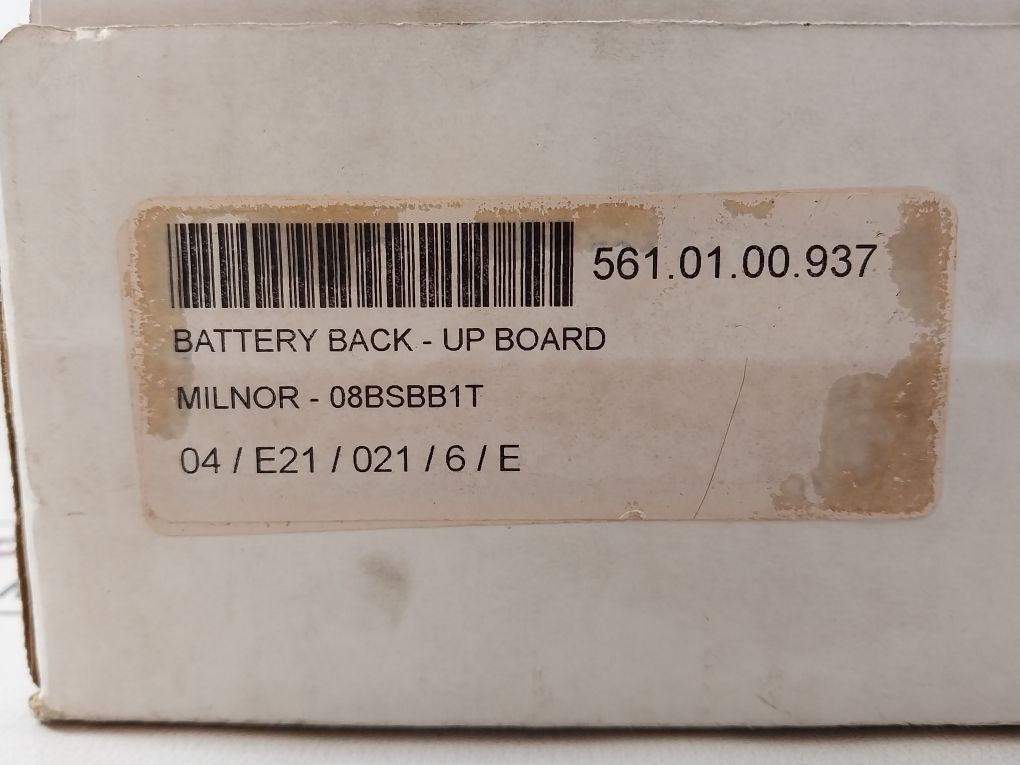 561.01.00.937
BATTERY BACK - UP BOARD
MILNOR - 08BSBB1T
04 / E21 / 021 / 6 / E